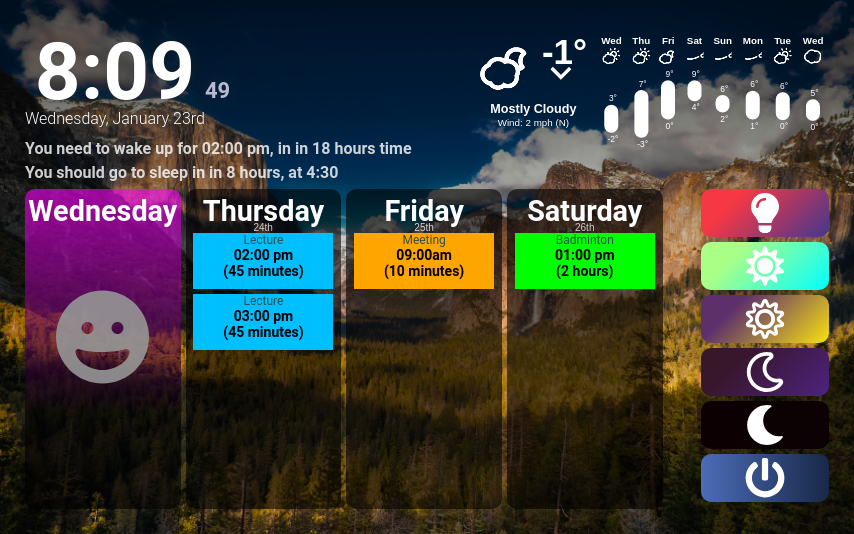 8:09 49
Wednesday, January 23rd
You need to wake up for 02:00 pm, in in 18 hours time
You should go to sleep in in 8 hours, at 4:30
-1°
Mostly Cloudy
Wind: 2 mph (N)
Wed Thu Fri Sat Sun Mon Tue Wed
3° 7° 9° 9° 6° 6° 6° 5°
-2° -3° 0° 4° 2° 1° 0° 0°
Wednesday
Thursday
24th
Lecture
02:00 pm
(45 minutes)
Lecture
03:00 pm
(45 minutes)
Friday
25th
Meeting
09:00am
(10 minutes)
Saturday
26th
Badminton
01:00 pm
(2 hours)